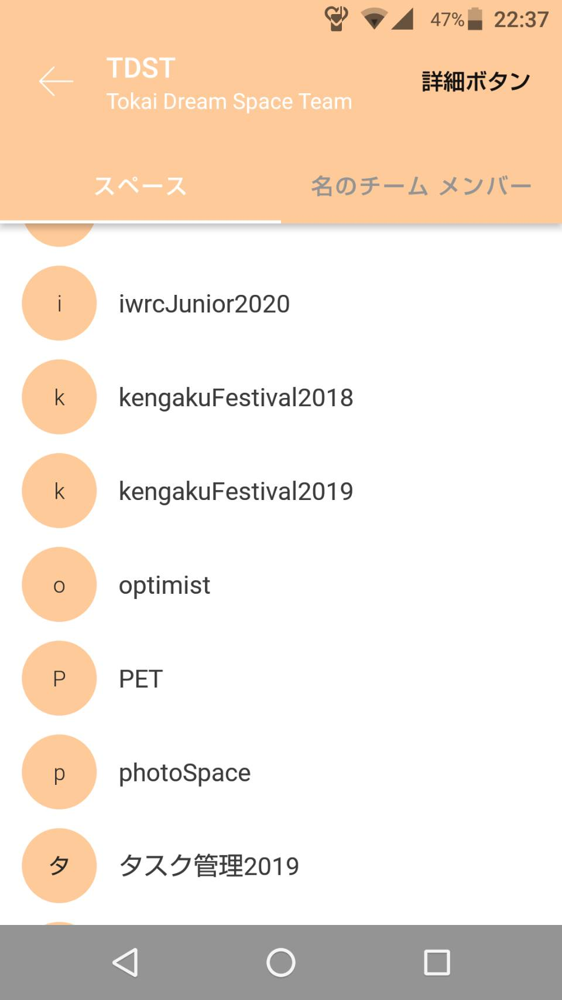 47% 22:37
TDST
Tokai Dream Space Team
詳細ボタン
スペース
名のチーム メンバー
i
iwrcJunior2020
k
kengakuFestival2018
k
kengakuFestival2019
o
optimist
P
PET
p
photoSpace
タ
タスク管理2019